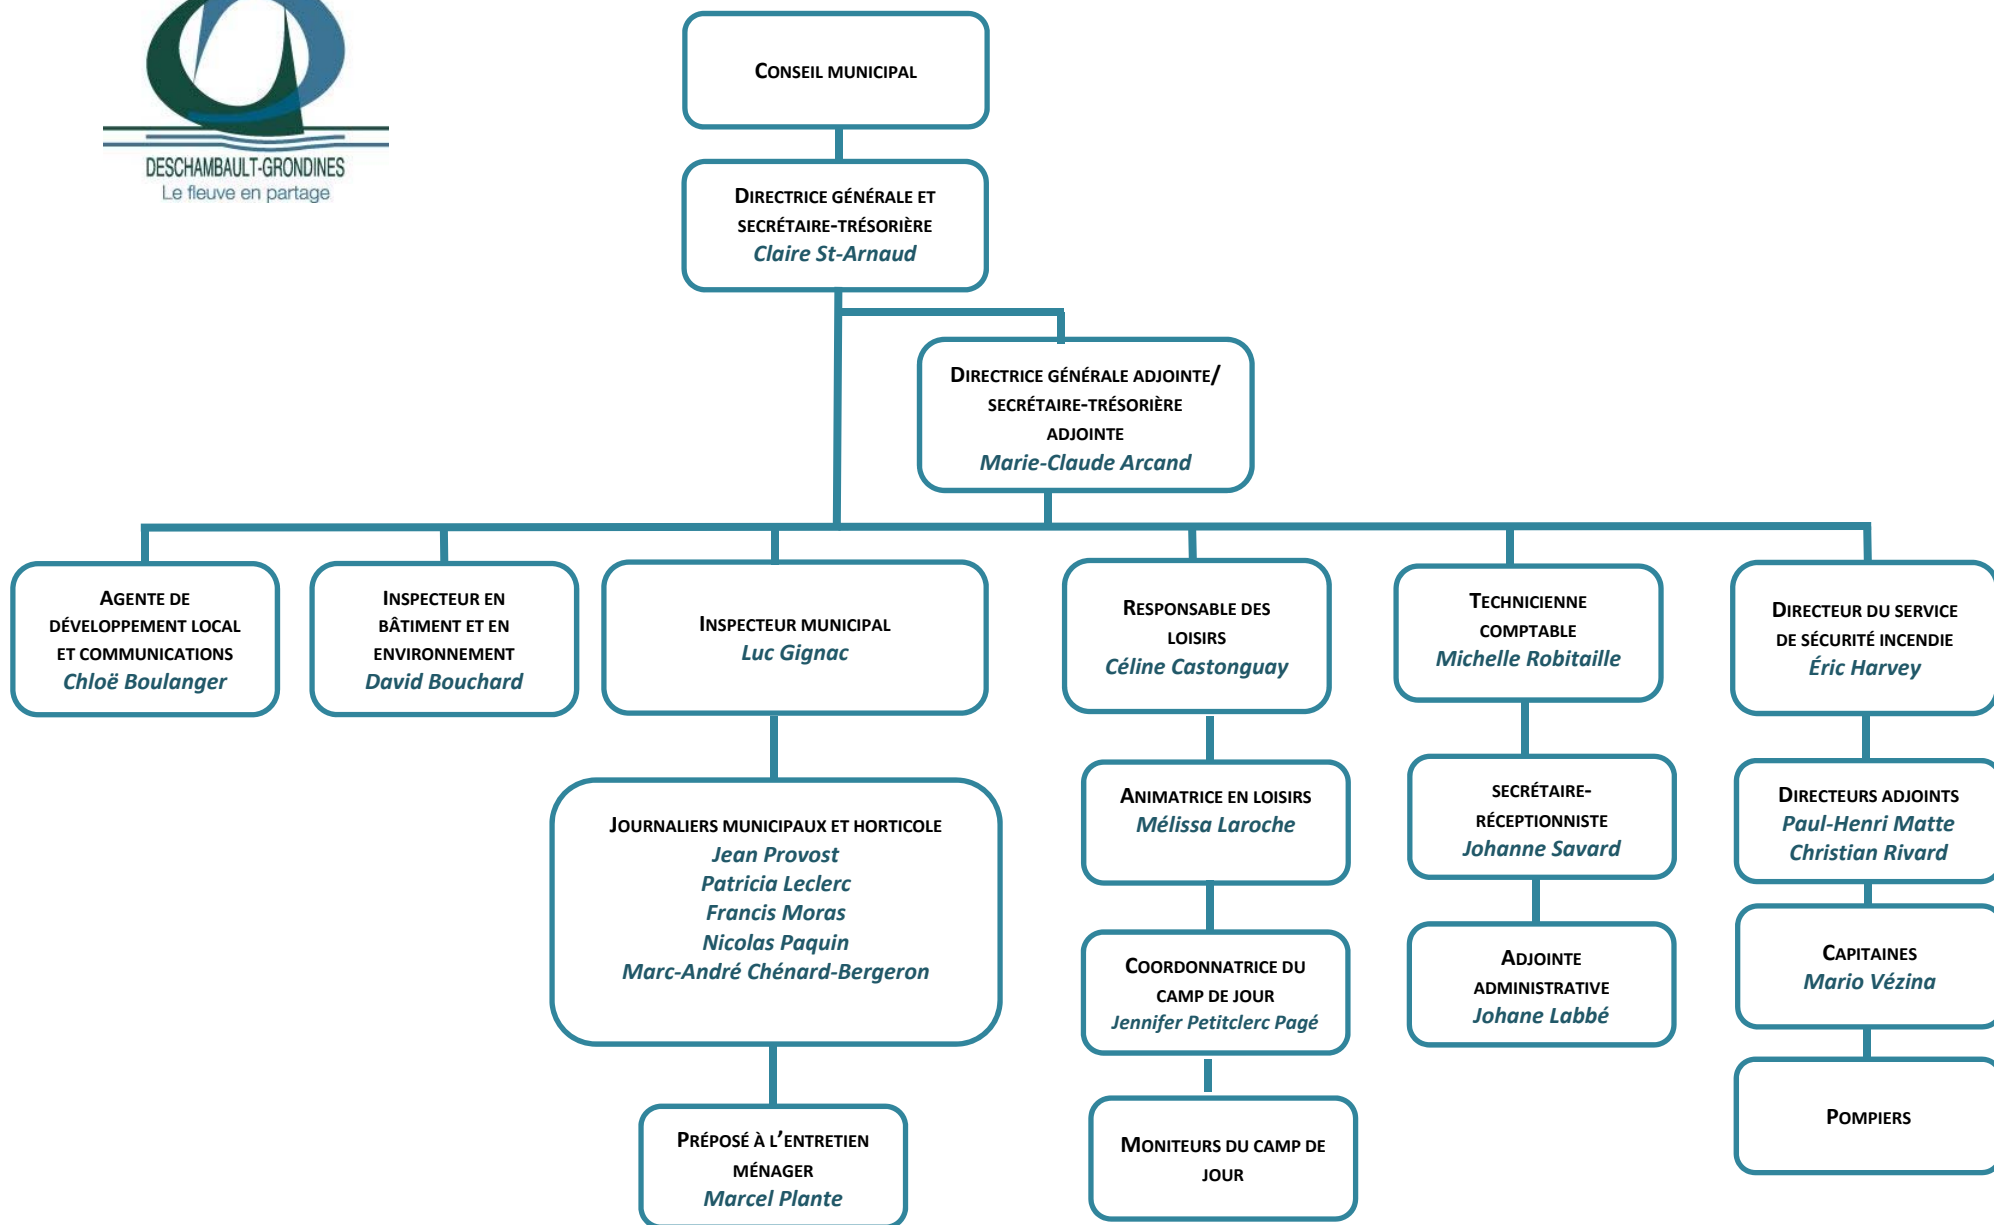 DESCHAMBAULT-GRONDINES
Le fleuve en partage
CONSEIL MUNICIPAL
DIRECTRICE GÉNÉRALE ET
SECRÉTAIRE-TRÉSORIÈRE
Claire St-Arnaud
DIRECTRICE GÉNÉRALE ADJOINTE/
SECRÉTAIRE-TRÉSORIÈRE
ADJOINTE
Marie-Claude Arcand
AGENTE DE
DÉVELOPPEMENT LOCAL
ET COMMUNICATIONS
Chloë Boulanger
INSPECTEUR EN
BÂTIMENT ET EN
ENVIRONNEMENT
David Bouchard
INSPECTEUR MUNICIPAL
Luc Gignac
RESPONSABLE DES
LOISIRS
Céline Castonguay
TECHNICIENNE
COMPTABLE
Michelle Robitaille
DIRECTEUR DU SERVICE
DE SÉCURITÉ INCENDIE
Éric Harvey
JOURNALIERS MUNICIPAUX ET HORTICOLE
Jean Provost
Patricia Leclerc
Francis Moras
Nicolas Paquin
Marc-André Chénard-Bergeron
ANIMATRICE EN LOISIRS
Mélissa Laroche
SECRÉTAIRE-
RÉCEPTIONNISTE
Johanne Savard
DIRECTEURS ADJOINTS
Paul-Henri Matte
Christian Rivard
COORDONNATRICE DU
CAMP DE JOUR
Jennifer Petitclerc Pagé
ADJOINTE
ADMINISTRATIVE
Johane Labbé
CAPITAINES
Mario Vézina
PRÉPOSÉ À L'ENTRETIEN
MÉNAGER
Marcel Plante
MONITEURS DU CAMP DE
JOUR
POMPIERS